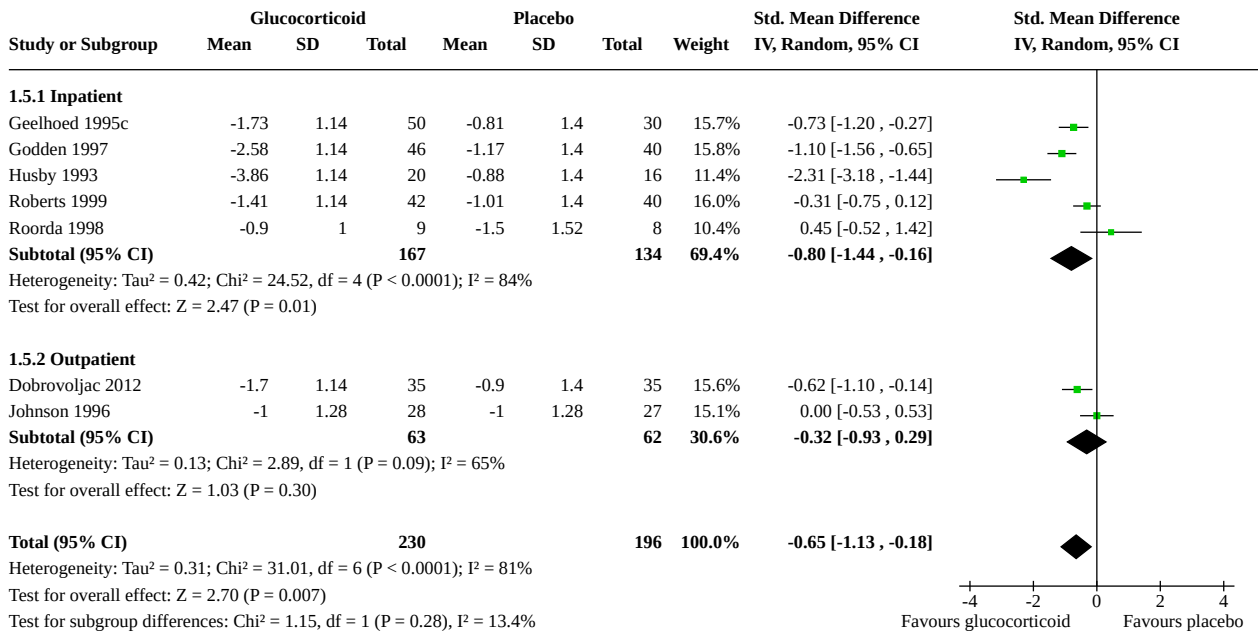 Glucocorticoid Placebo Std. Mean Difference Std. Mean Difference
Study or Subgroup Mean SD Total Mean SD Total Weight IV, Random, 95% CI IV, Random, 95% CI
1.5.1 Inpatient
Geelhoed 1995c -1.73 1.14 50 -0.81 1.4 30 15.7% -0.73 [-1.20 , -0.27]
Godden 1997 -2.58 1.14 46 -1.17 1.4 40 15.8% -1.10 [-1.56 , -0.65]
Husby 1993 -3.86 1.14 20 -0.88 1.4 16 11.4% -2.31 [-3.18 , -1.44]
Roberts 1999 -1.41 1.14 42 -1.01 1.4 40 16.0% -0.31 [-0.75 , 0.12]
Roorda 1998 -0.9 1 9 -1.5 1.52 8 10.4% 0.45 [-0.52 , 1.42]
Subtotal (95% CI) 167 134 69.4% -0.80 [-1.44 , -0.16]
Heterogeneity: Tau² = 0.42; Chi² = 24.52, df = 4 (P < 0.0001); I² = 84%
Test for overall effect: Z = 2.47 (P = 0.01)
1.5.2 Outpatient
Dobrovoljac 2012 -1.7 1.14 35 -0.9 1.4 35 15.6% -0.62 [-1.10 , -0.14]
Johnson 1996 -1 1.28 28 -1 1.28 27 15.1% 0.00 [-0.53 , 0.53]
Subtotal (95% CI) 63 62 30.6% -0.32 [-0.93 , 0.29]
Heterogeneity: Tau² = 0.13; Chi² = 2.89, df = 1 (P = 0.09); I² = 65%
Test for overall effect: Z = 1.03 (P = 0.30)
Total (95% CI) 230 196 100.0% -0.65 [-1.13 , -0.18]
Heterogeneity: Tau² = 0.31; Chi² = 31.01, df = 6 (P < 0.0001); I² = 81%
Test for overall effect: Z = 2.70 (P = 0.007)
Test for subgroup differences: Chi² = 1.15, df = 1 (P = 0.28), I² = 13.4%
-4 -2 0 2 4
Favours glucocorticoid Favours placebo